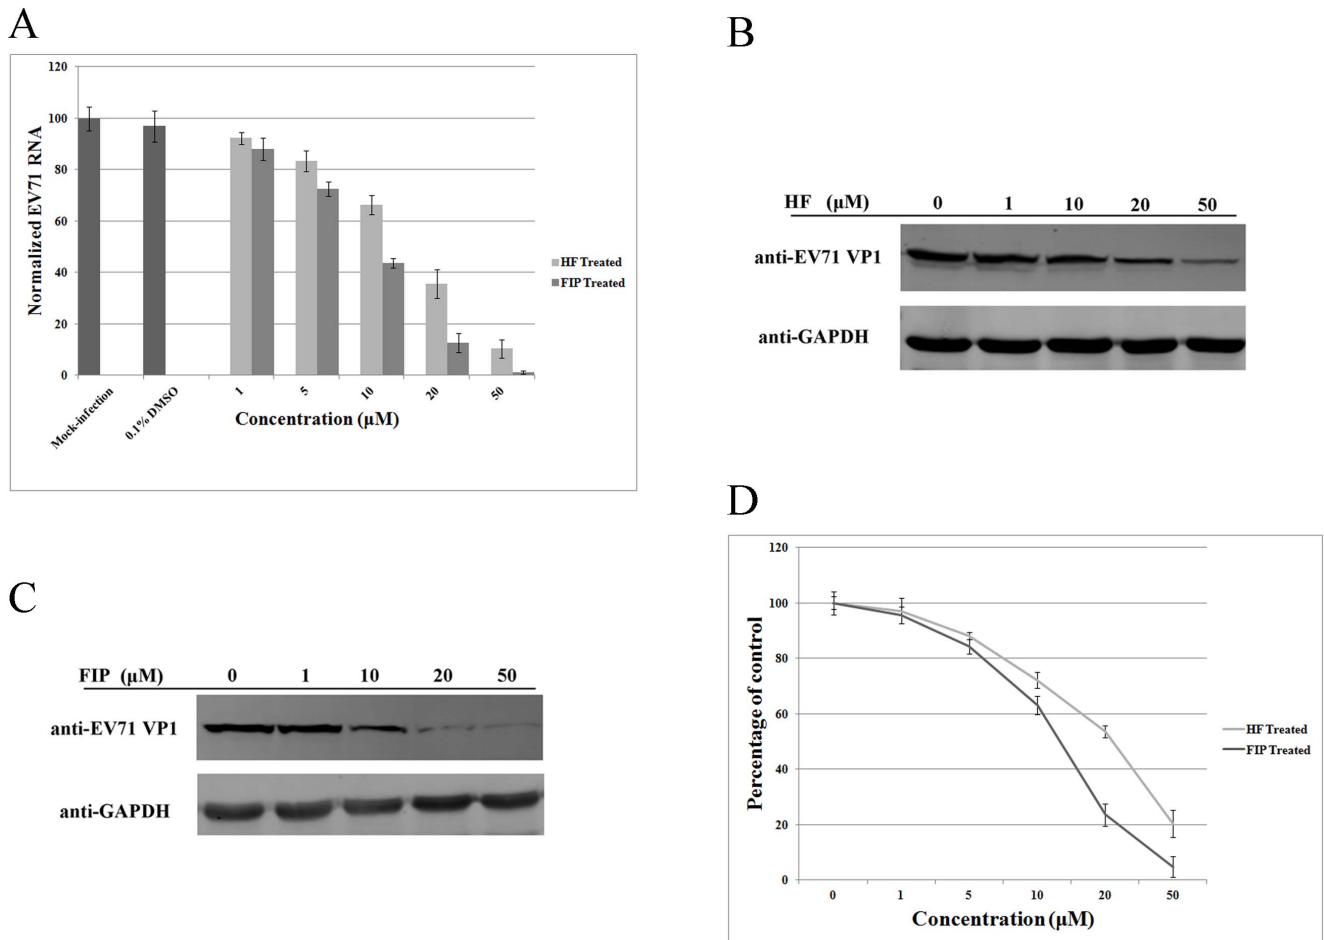 A
120
100
80
60
40
20
0
Normalized EV71 RNA
Mock-infection
0.1% DMSO
1
5
10
20
50
Concentration (µM)
HF Treated
FIP Treated
B
HF (µM) 0 1 10 20 50
anti-EV71 VP1
anti-GAPDH
C
FIP (µM) 0 1 10 20 50
anti-EV71 VP1
anti-GAPDH
D
120
100
80
60
40
20
0
Percentage of control
0 1 5 10 20 50
Concentration (µM)
HF Treated
FIP Treated